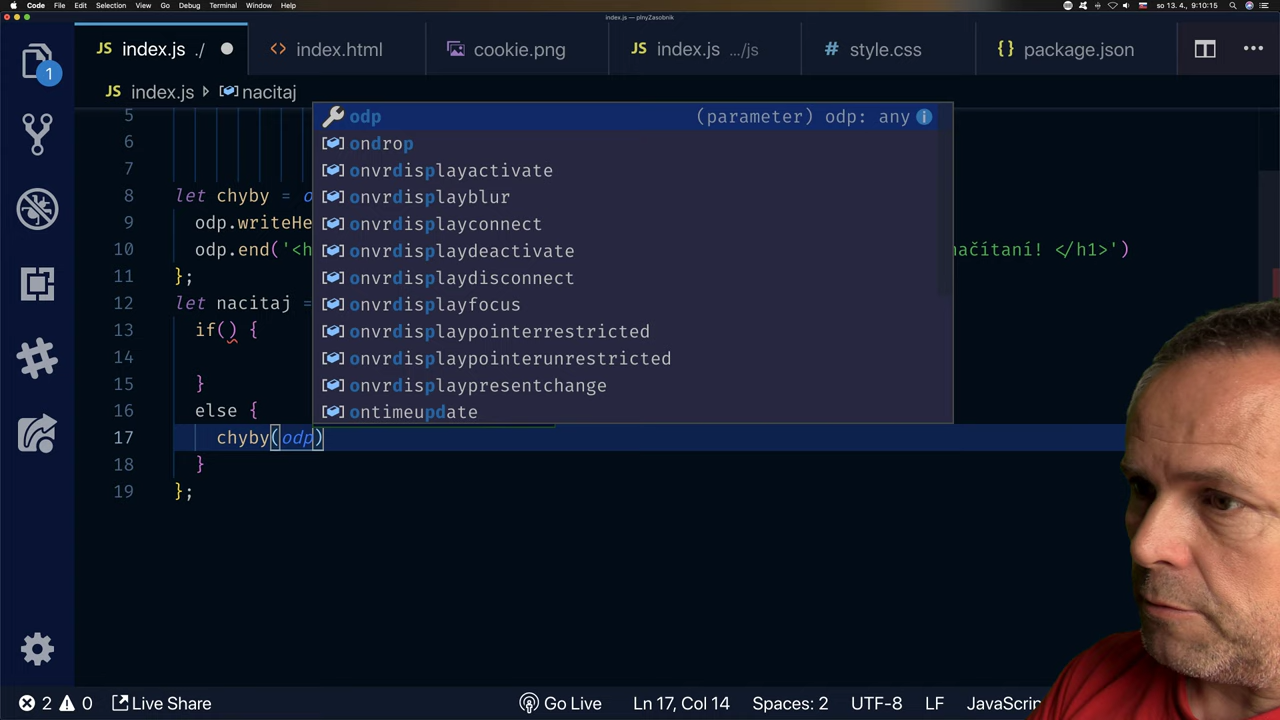 Code File Edit Selection View Go Debug Terminal Window Help
so 13. 4., 9:10:15
index.js — plnyZasobnik
JS index.js ./ ● <> index.html cookie.png JS index.js .../js # style.css {} package.json ...
1
JS index.js nacitaj
5
6
7
8 let chyby = o
9 odp.writeHe
10 odp.end('<h načítaní! </h1>')
11 };
12 let nacitaj =
13 if() {
14
15 }
16 else {
17 chyby(odp)
18 }
19 };
odp (parameter) odp: any
ondrop
onvrdisplayactivate
onvrdisplayblur
onvrdisplayconnect
onvrdisplaydeactivate
onvrdisplaydisconnect
onvrdisplayfocus
onvrdisplaypointerrestricted
onvrdisplaypointerunrestricted
onvrdisplaypresentchange
ontimeupdate
2 0 Live Share Go Live Ln 17, Col 14 Spaces: 2 UTF-8 LF JavaScrip